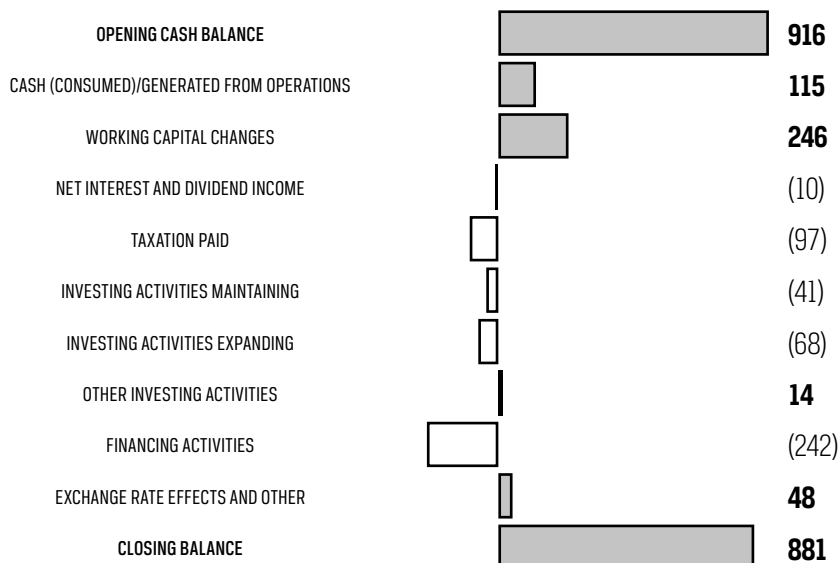 OPENING CASH BALANCE 916
CASH (CONSUMED)/GENERATED FROM OPERATIONS 115
WORKING CAPITAL CHANGES 246
NET INTEREST AND DIVIDEND INCOME (10)
TAXATION PAID (97)
INVESTING ACTIVITIES MAINTAINING (41)
INVESTING ACTIVITIES EXPANDING (68)
OTHER INVESTING ACTIVITIES 14
FINANCING ACTIVITIES (242)
EXCHANGE RATE EFFECTS AND OTHER 48
CLOSING BALANCE 881